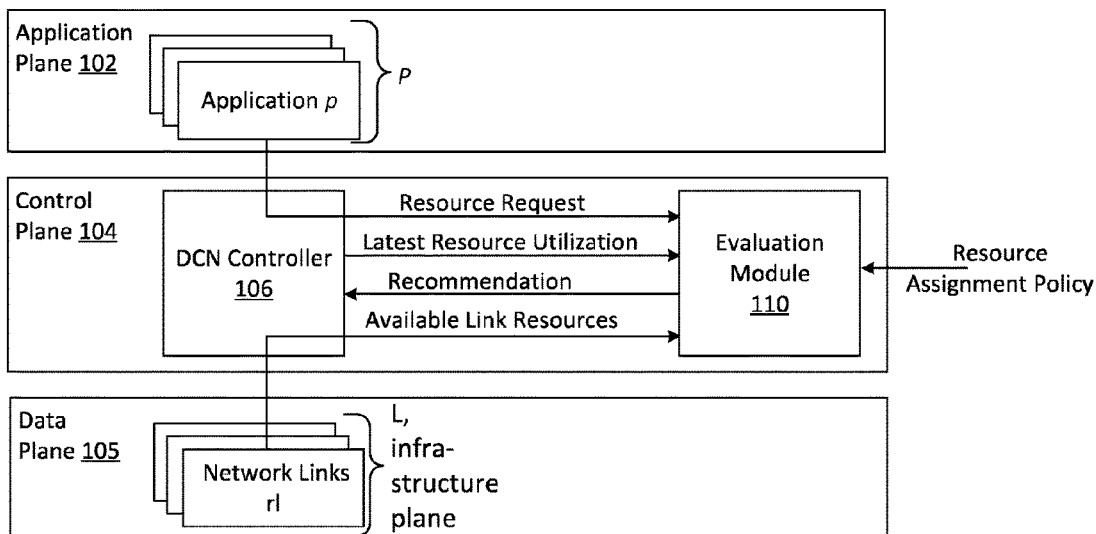 Application
Plane 102
Application p
P
Control
Plane 104
DCN Controller
106
Resource Request
Latest Resource Utilization
Recommendation
Available Link Resources
Evaluation
Module
110
Resource
Assignment Policy
Data
Plane 105
Network Links
rl
L,
infra-
structure
plane